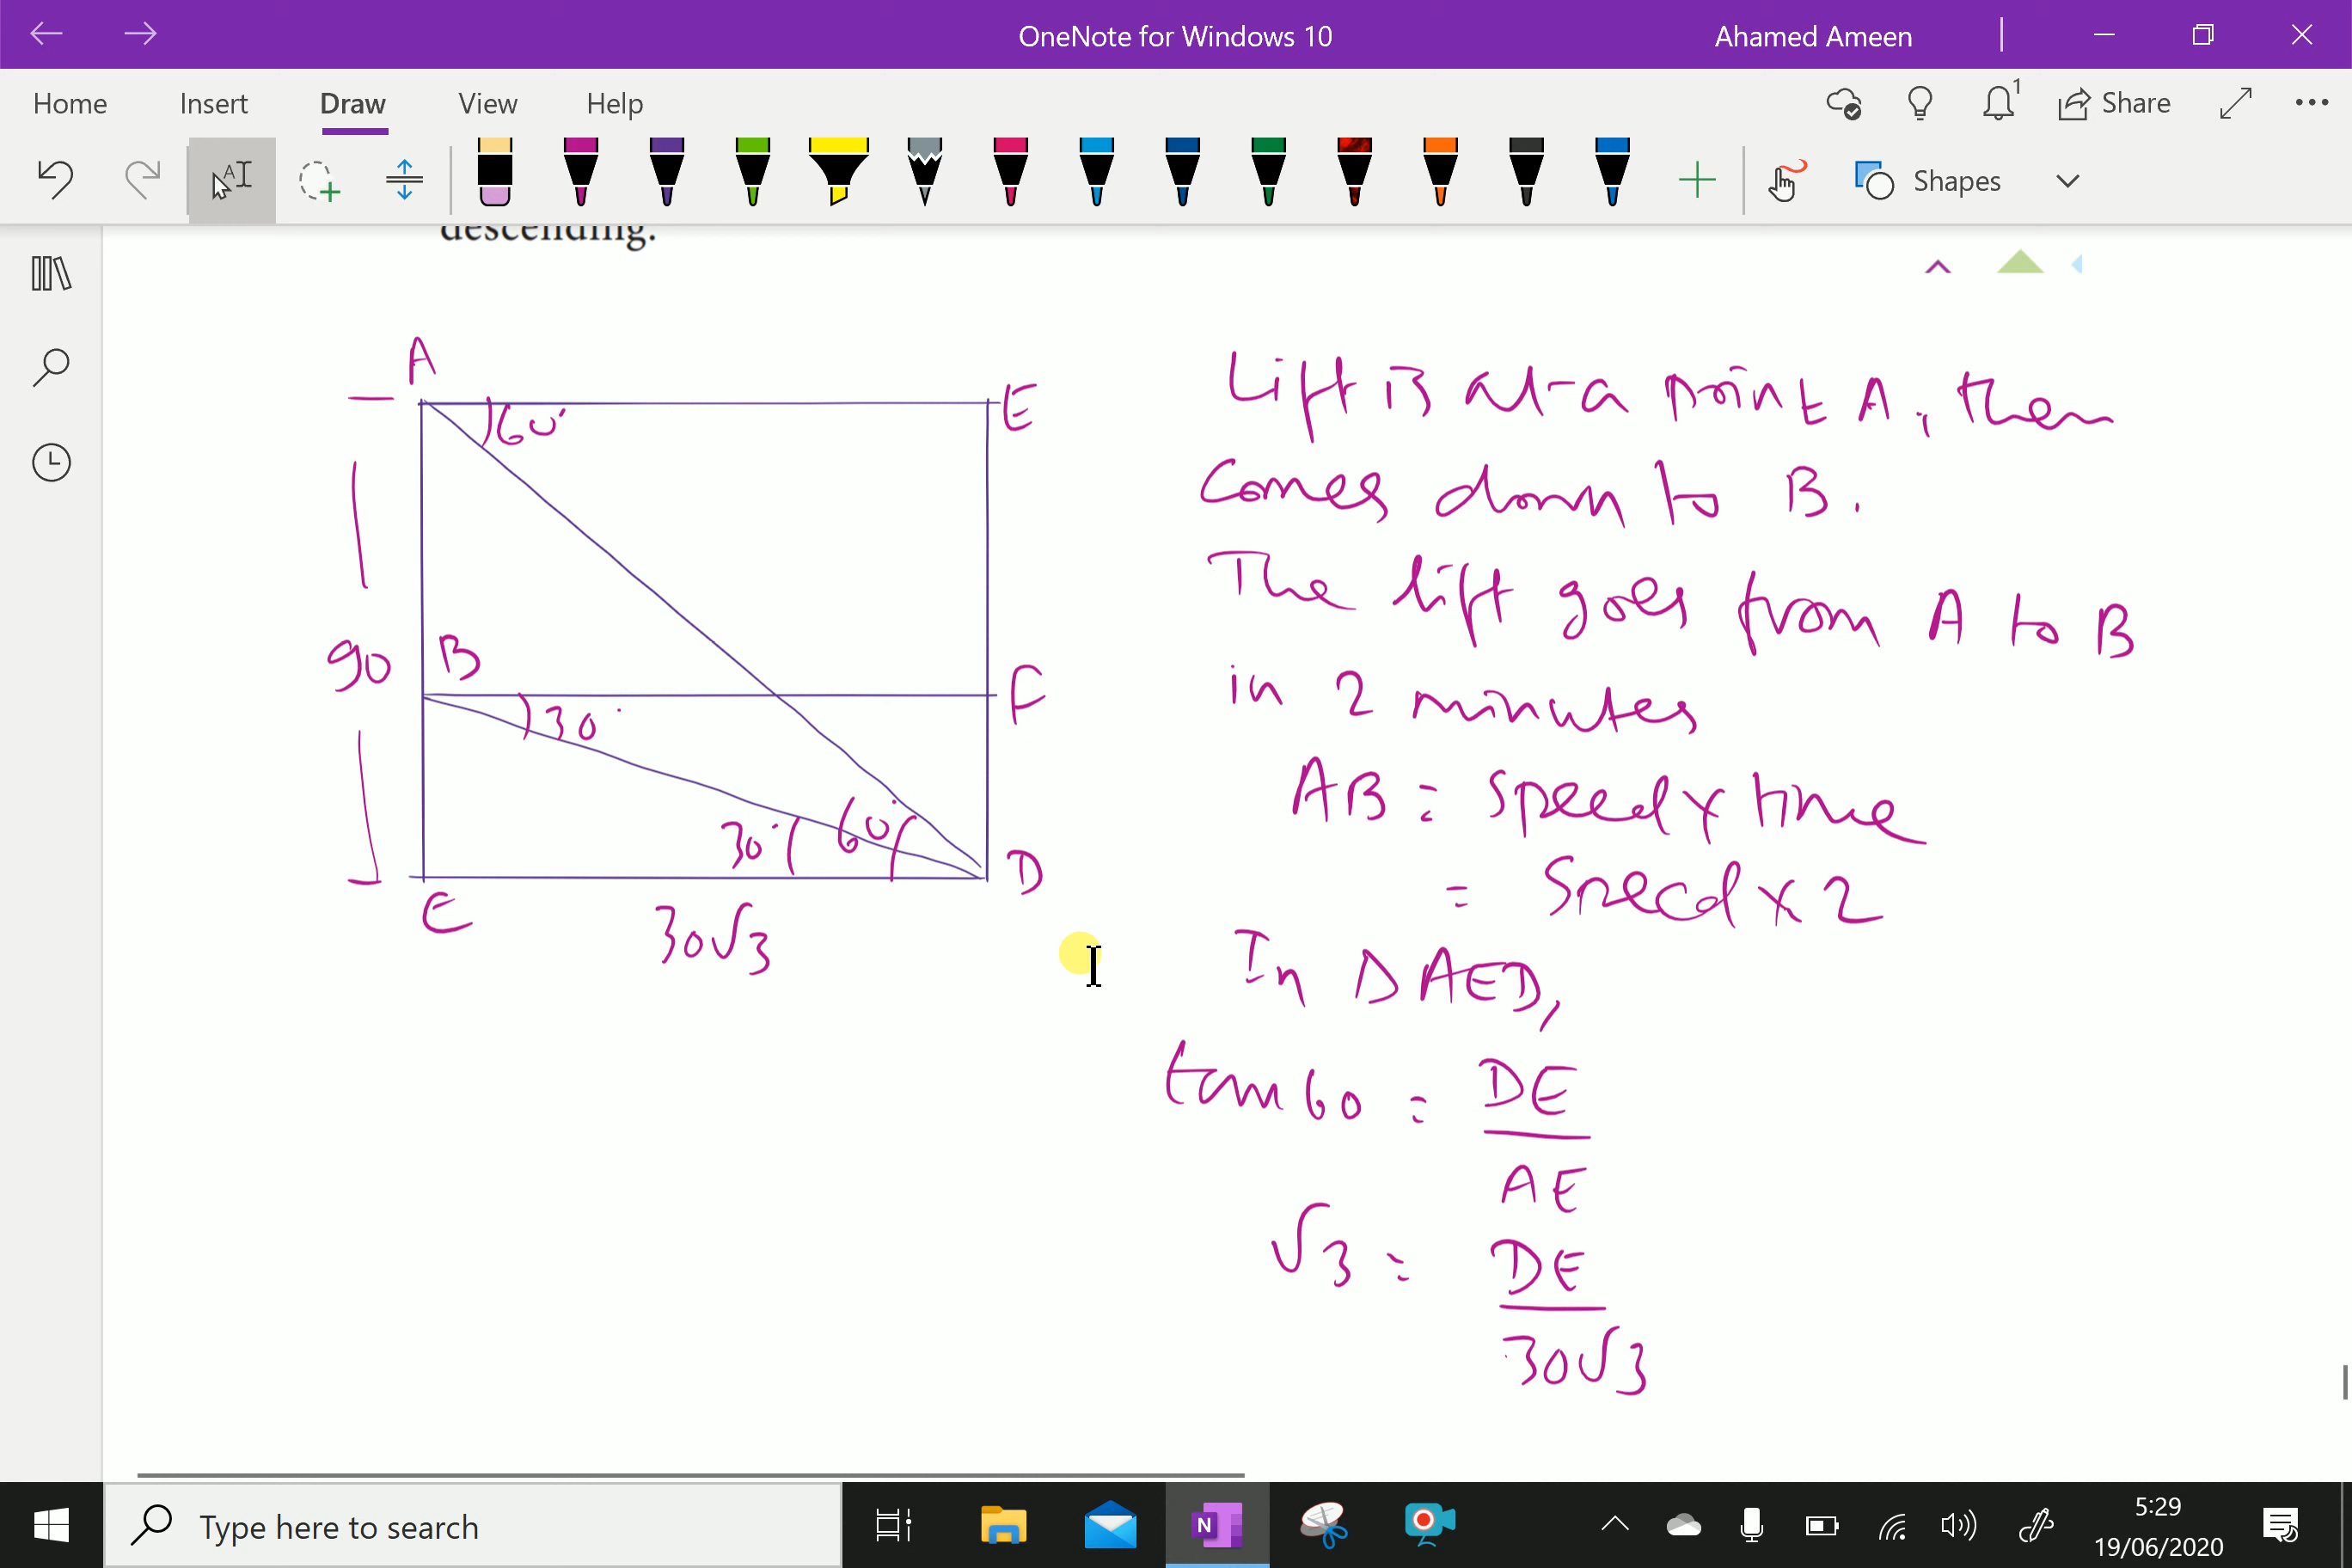 OneNote for Windows 10
Ahamed Ameen
Home Insert Draw View Help
1
Share
Shapes
descending.
A
60°
E
90
B
30°
F
30° 60°
D
E
30√3
Lift is at a point A, then
comes down to B.
The lift goes from A to B
in 2 minutes
AB = speed x time
= Speed x 2
In Δ AED,
tan 60 = DE
AE
√3 = DE
30√3
Type here to search
N
5:29
19/06/2020